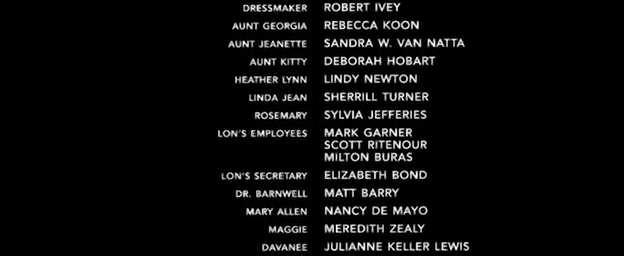 DRESSMAKER ROBERT IVEY
AUNT GEORGIA REBECCA KOON
AUNT JEANETTE SANDRA W. VAN NATTA
AUNT KITTY DEBORAH HOBART
HEATHER LYNN LINDY NEWTON
LINDA JEAN SHERRILL TURNER
ROSEMARY SYLVIA JEFFERIES
LON'S EMPLOYEES MARK GARNER
SCOTT RITENOUR
MILTON BURAS
LON'S SECRETARY ELIZABETH BOND
DR. BARNWELL MATT BARRY
MARY ALLEN NANCY DE MAYO
MAGGIE MEREDITH ZEALY
DAVANEE JULIANNE KELLER LEWIS